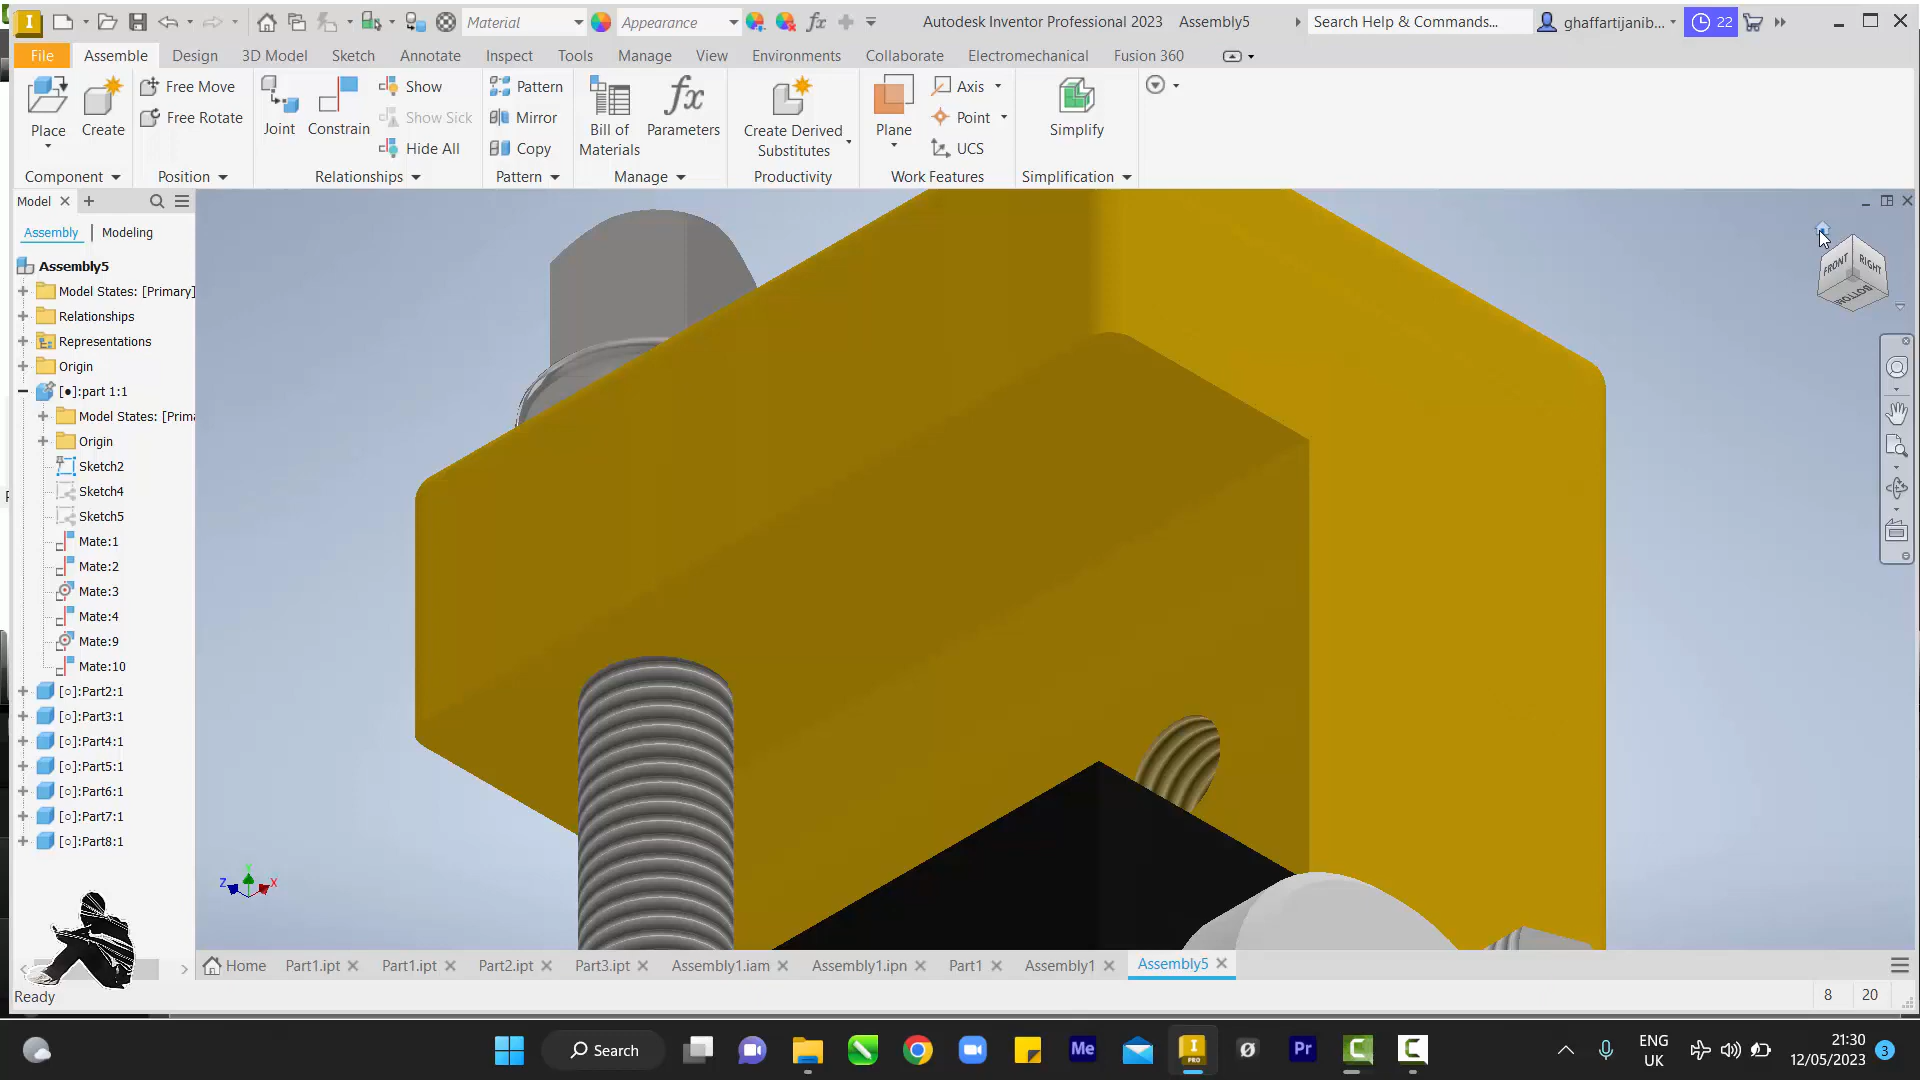 Material
Appearance
fx
Autodesk Inventor Professional 2023
Assembly5
Search Help & Commands...
ghaffartijanib...
22
File
Assemble
Design
3D Model
Sketch
Annotate
Inspect
Tools
Manage
View
Environments
Collaborate
Electromechanical
Fusion 360
Place
Create
Free Move
Free Rotate
Joint
Constrain
Show
Show Sick
Hide All
Pattern
Mirror
Copy
Bill of
Materials
fx
Parameters
Create Derived
Substitutes
Plane
Axis
Point
UCS
Simplify
Component
Position
Relationships
Pattern
Manage
Productivity
Work Features
Simplification
Model
Assembly
Modeling
Assembly5
Model States: [Primary]
Relationships
Representations
Origin
[●]:part 1:1
Model States: [Prima
Origin
Sketch2
Sketch4
Sketch5
Mate:1
Mate:2
Mate:3
Mate:4
Mate:9
Mate:10
[○]:Part2:1
[○]:Part3:1
[○]:Part4:1
[○]:Part5:1
[○]:Part6:1
[○]:Part7:1
[○]:Part8:1
FRONT
RIGHT
BOTTOM
Y
Z
X
Home
Part1.ipt
Part1.ipt
Part2.ipt
Part3.ipt
Assembly1.iam
Assembly1.ipn
Part1
Assembly1
Assembly5
Ready
8
20
Search
Me
I
PRO
Pr
ENG
UK
21:30
12/05/2023
3